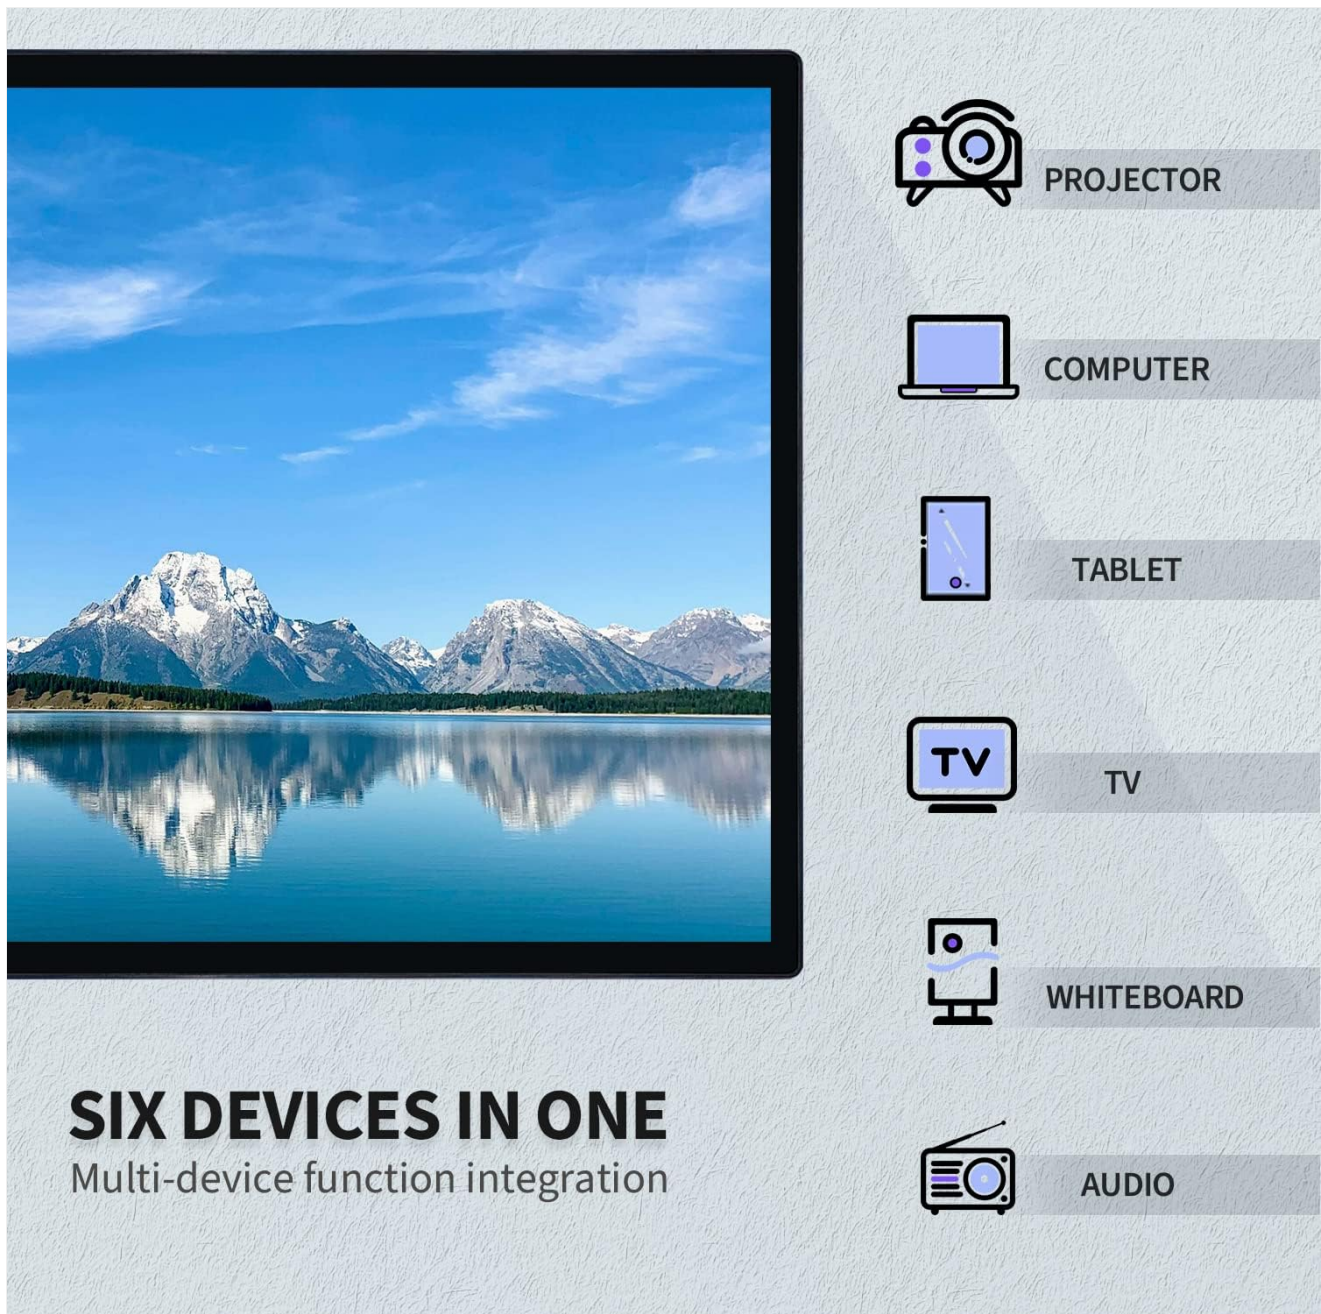 PROJECTOR
COMPUTER
TABLET
TV
TV
WHITEBOARD
SIX DEVICES IN ONE
Multi-device function integration
AUDIO